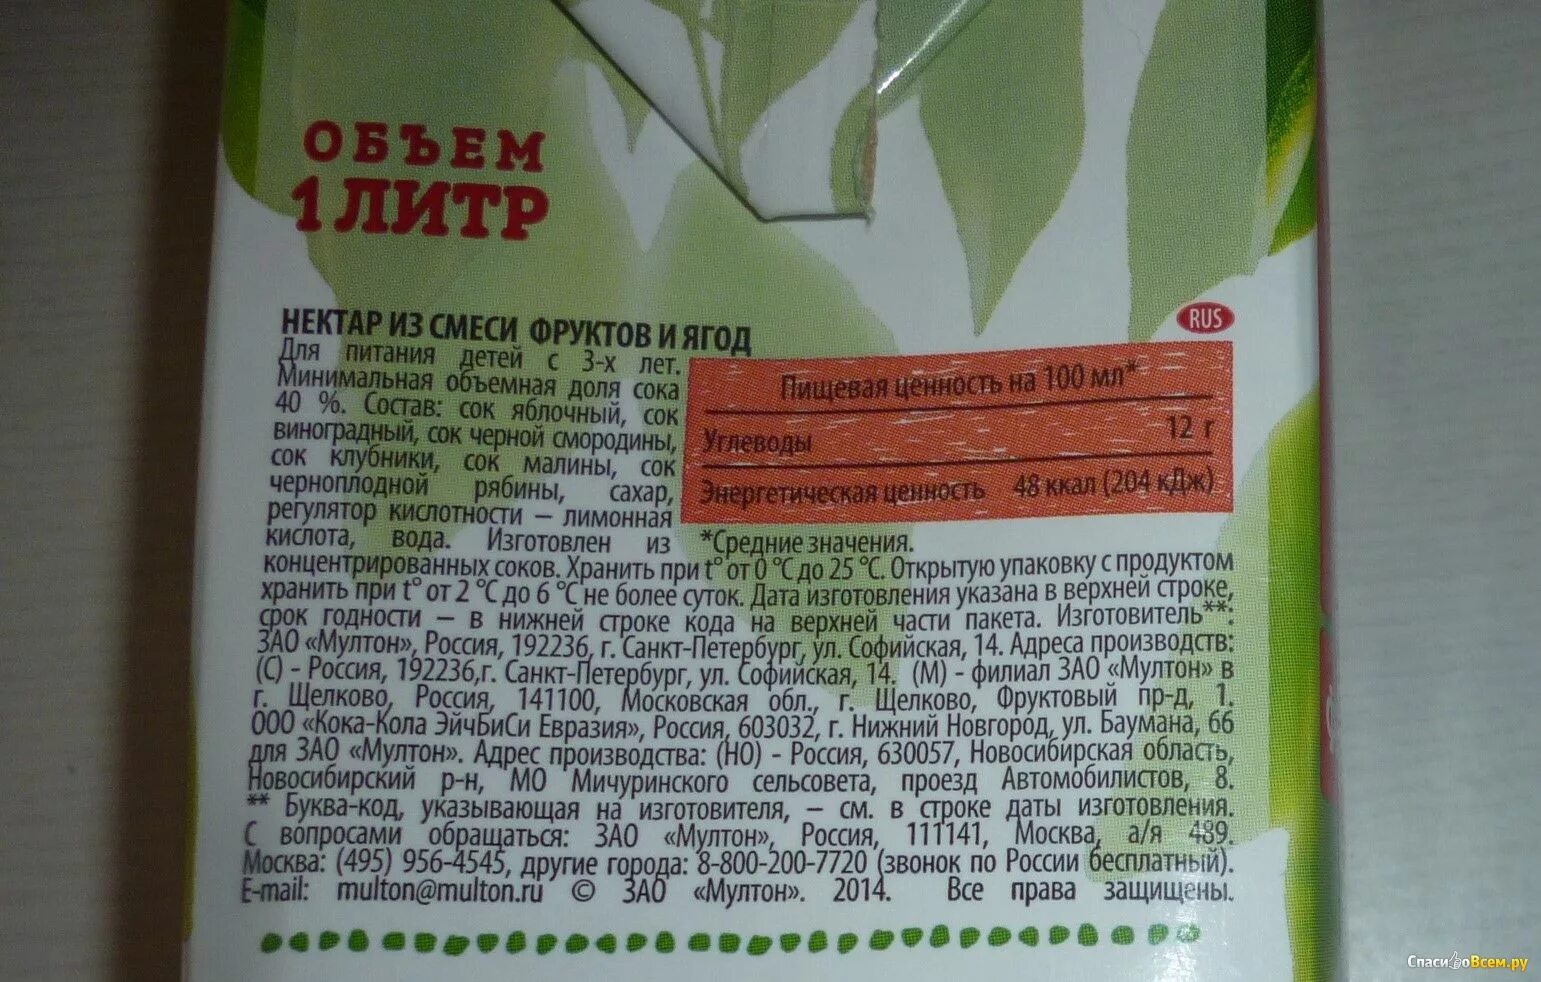 ОБЪЕМ
1 ЛИТР
НЕКТАР ИЗ СМЕСИ ФРУКТОВ И ЯГОД
Для питания детей с 3-х лет.
Минимальная объемная доля сока
40 %. Состав: сок яблочный, сок
виноградный, сок черной смородины,
сок клубники, сок малины, сок
черноплодной рябины, сахар,
регулятор кислотности – лимонная
кислота, вода. Изготовлен из
RUS
Пищевая ценность на 100 мл*
Углеводы 12 г
Энергетическая ценность 48 ккал (204 кДж)
*Средние значения.
концентрированных соков. Хранить при t° от 0 °С до 25 °С. Открытую упаковку с продуктом
хранить при t° от 2 °С до 6 °С не более суток. Дата изготовления указана в верхней строке,
срок годности – в нижней строке кода на верхней части пакета. Изготовитель**:
ЗАО «Мултон», Россия, 192236, г. Санкт-Петербург, ул. Софийская, 14. Адреса производств:
(С) - Россия, 192236,г. Санкт-Петербург, ул. Софийская, 14. (М) - филиал ЗАО «Мултон» в
г. Щелково, Россия, 141100, Московская обл., г. Щелково, Фруктовый пр-д, 1.
ООО «Кока-Кола ЭйчБиСи Евразия», Россия, 603032, г. Нижний Новгород, ул. Баумана, 66
для ЗАО «Мултон». Адрес производства: (НО) - Россия, 630057, Новосибирская область,
Новосибирский р-н, МО Мичуринского сельсовета, проезд Автомобилистов, 8.
** Буква-код, указывающая на изготовителя, – см. в строке даты изготовления.
С вопросами обращаться: ЗАО «Мултон», Россия, 111141, Москва, а/я 489.
Москва: (495) 956-4545, другие города: 8-800-200-7720 (звонок по России бесплатный).
E-mail: multon@multon.ru © ЗАО «Мултон». 2014. Все права защищены.
СпасибоВсем.ру